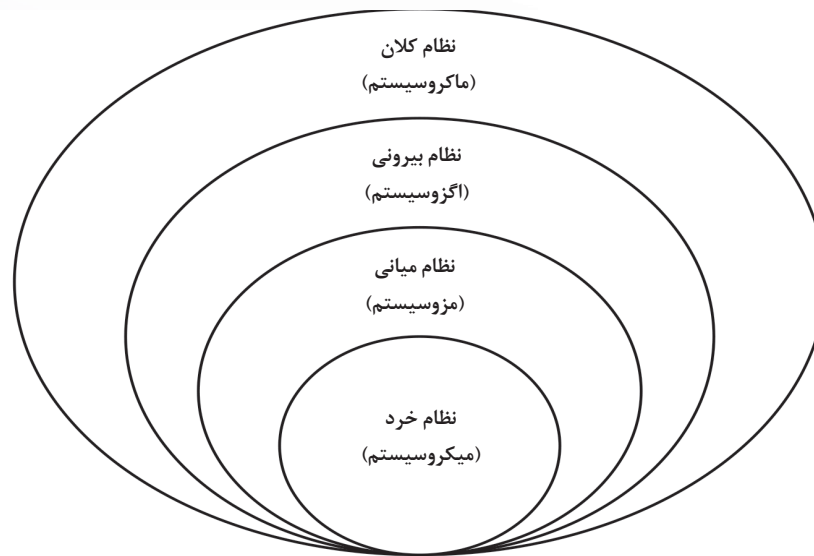 نظام کلان
(ماکروسیستم)
نظام بیرونی
(اگزوسیستم)
نظام میانی
(مزوسیستم)
نظام خرد
(میکروسیستم)